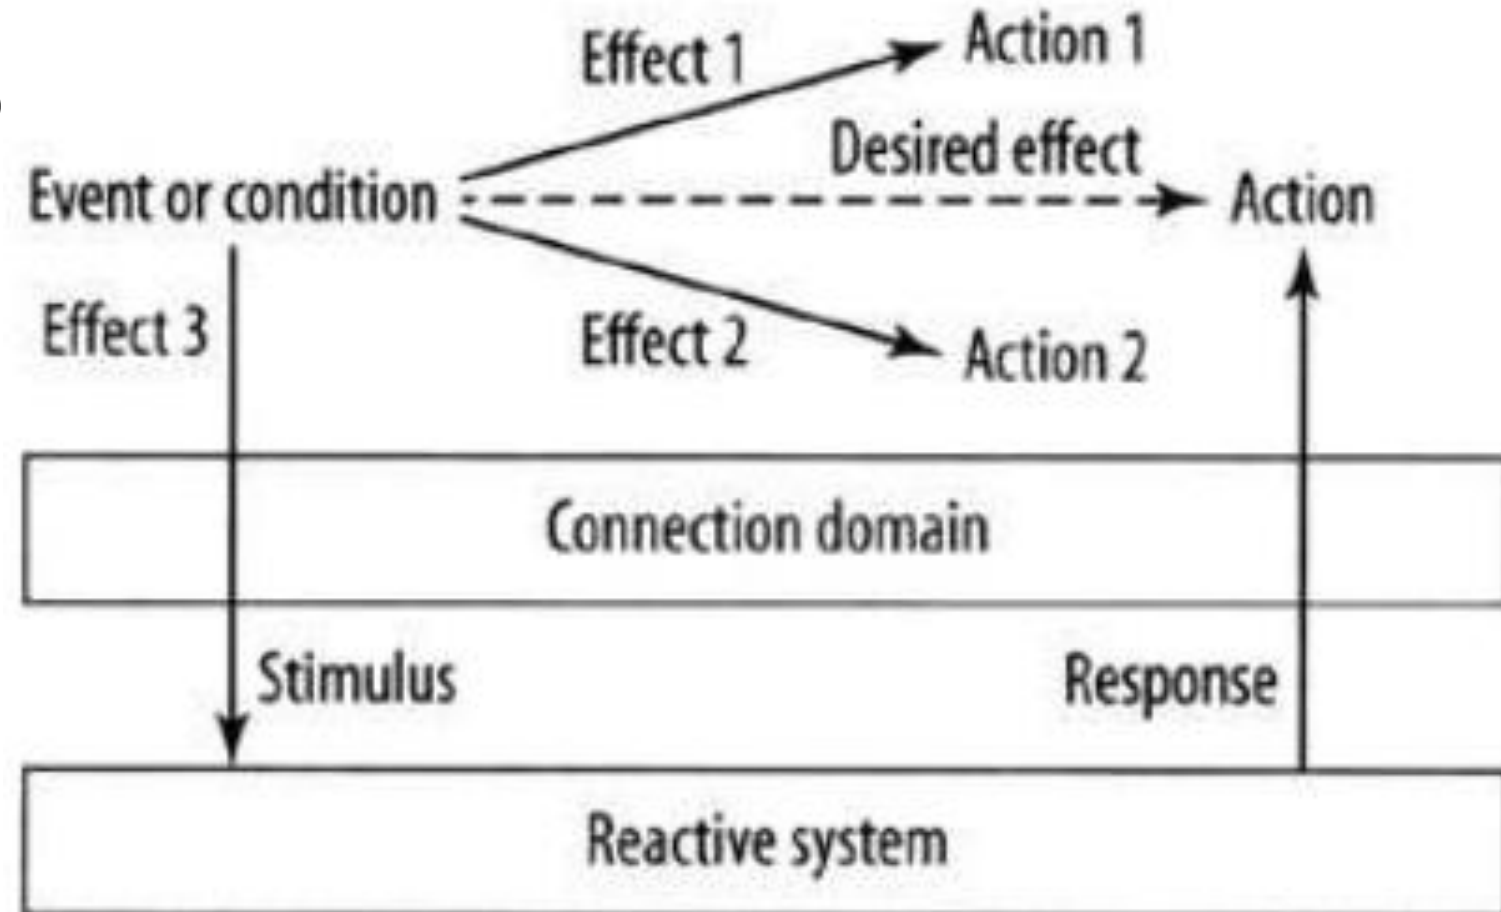 Effect 1
Action 1
Desired effect
Event or condition
Action
Effect 3
Effect 2
Action 2
Connection domain
Stimulus
Response
Reactive system